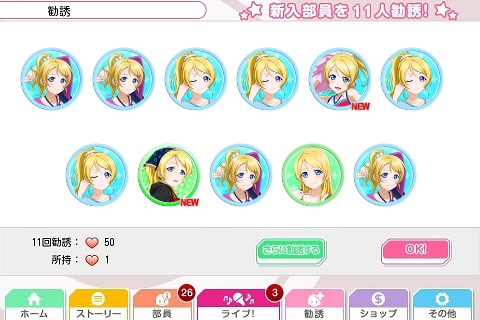 勧誘
新入部員を11人勧誘!
NEW
NEW
11回勧誘： 50
所持： 1
さらに勧誘する
OK!
26
3
ホーム
ストーリー
部員
ライブ!
勧誘
ショップ
その他